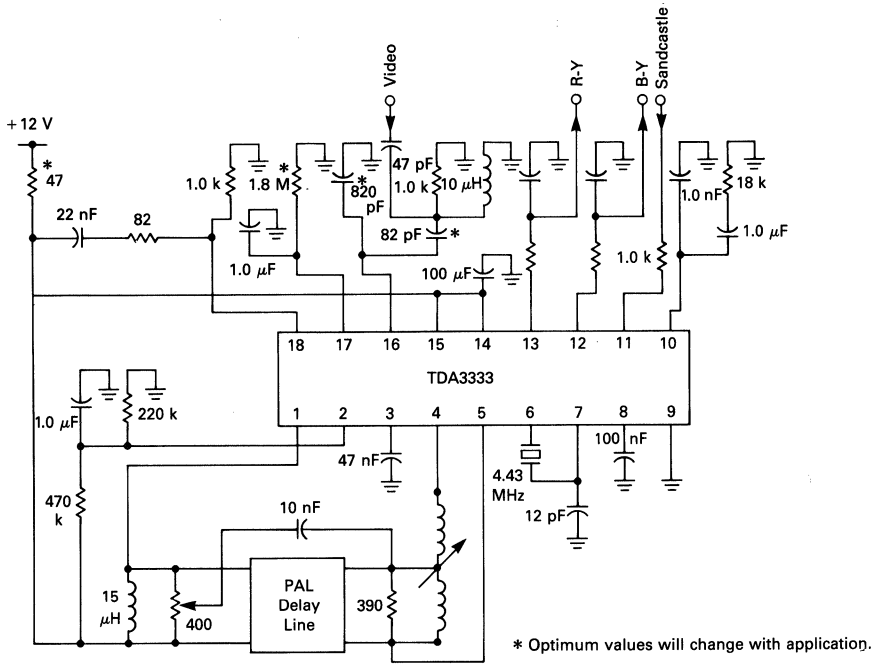 Video
R-Y
B-Y
Sandcastle
+12 V
*
47
1.0 k
1.8 M
*
*
820
pF
47 pF
1.0 k
10 μH
1.0 nF
18 k
22 nF
82
1.0 μF
82 pF
*
100 μF
1.0 k
1.0 μF
18 17 16 15 14 13 12 11 10
TDA3333
1 2 3 4 5 6 7 8 9
1.0 μF
220 k
47 nF
4.43
MHz
100 nF
470
k
10 nF
12 pF
15
μH
400
PAL
Delay
Line
390
* Optimum values will change with application.